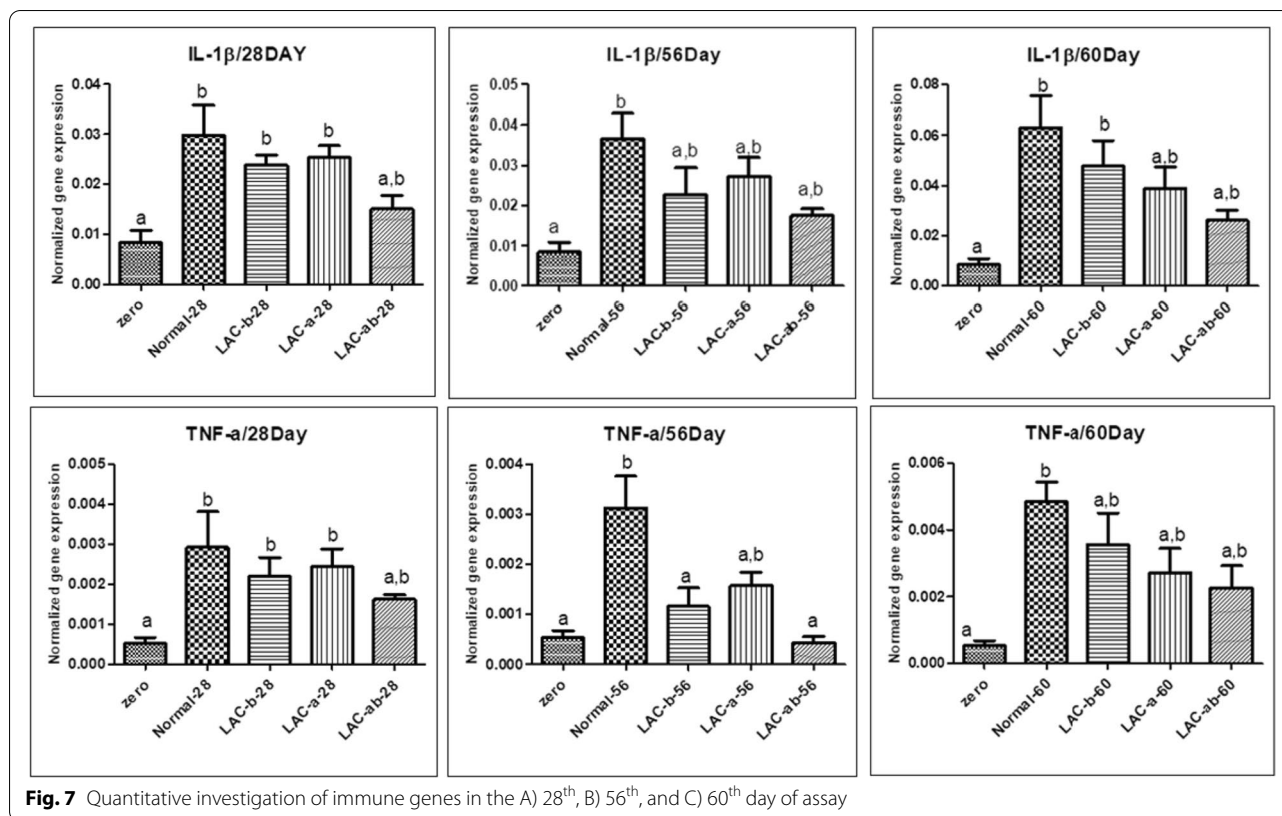 IL-1β/28DAY
Normalized gene expression
0.04
0.03
0.02
0.01
0.00
a
b
b
b
a,b
zero
Normal-28
LAC-b-28
LAC-a-28
LAC-ab-28
IL-1β/56Day
Normalized gene expression
0.05
0.04
0.03
0.02
0.01
0.00
a
b
a,b
a,b
a,b
zero
Normal-56
LAC-b-56
LAC-a-56
LAC-ab-56
IL-1β/60Day
Normalized gene expression
0.08
0.06
0.04
0.02
0.00
a
b
b
a,b
a,b
zero
Normal-60
LAC-b-60
LAC-a-60
LAC-ab-60
TNF-a/28Day
Normalized gene expression
0.005
0.004
0.003
0.002
0.001
0.000
a
b
b
b
a,b
zero
Normal-28
LAC-b-28
LAC-a-28
LAC-ab-28
TNF-a/56Day
Normalized gene expression
0.004
0.003
0.002
0.001
0.000
a
b
a
a,b
a
zero
Normal-56
LAC-b-56
LAC-a-56
LAC-ab-56
TNF-a/60Day
Normalized gene expression
0.006
0.004
0.002
0.000
a
b
a,b
a,b
a,b
zero
Normal-60
LAC-b-60
LAC-a-60
LAC-ab-60
Fig. 7 Quantitative investigation of immune genes in the A) 28th, B) 56th, and C) 60th day of assay